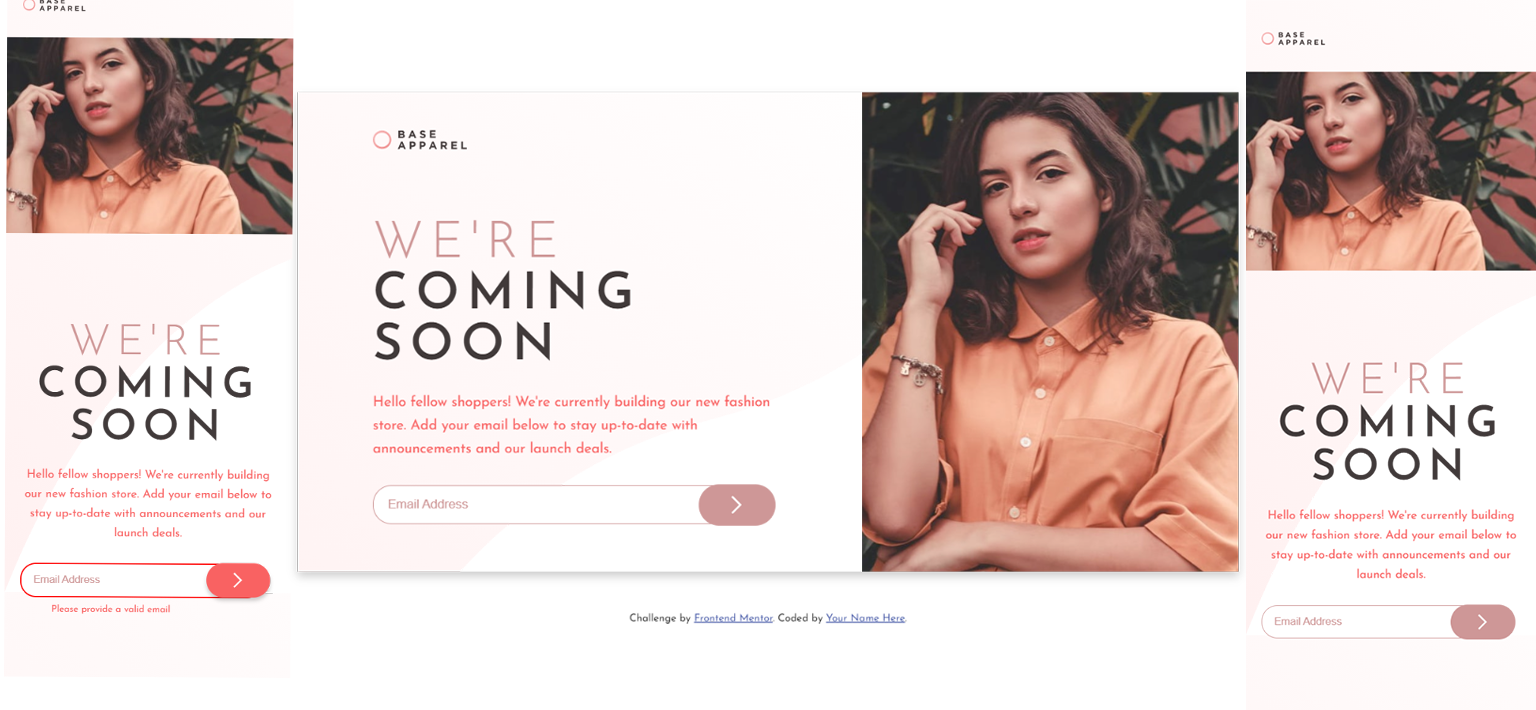 BASE
APPAREL
WE'RE
COMING
SOON
Hello fellow shoppers! We're currently building
our new fashion store. Add your email below to
stay up-to-date with announcements and our
launch deals.
Email Address
Please provide a valid email
BASE
APPAREL
WE'RE
COMING
SOON
Hello fellow shoppers! We're currently building our new fashion
store. Add your email below to stay up-to-date with
announcements and our launch deals.
Email Address
Challenge by Frontend Mentor. Coded by Your Name Here.
BASE
APPAREL
WE'RE
COMING
SOON
Hello fellow shoppers! We're currently building
our new fashion store. Add your email below to
stay up-to-date with announcements and our
launch deals.
Email Address